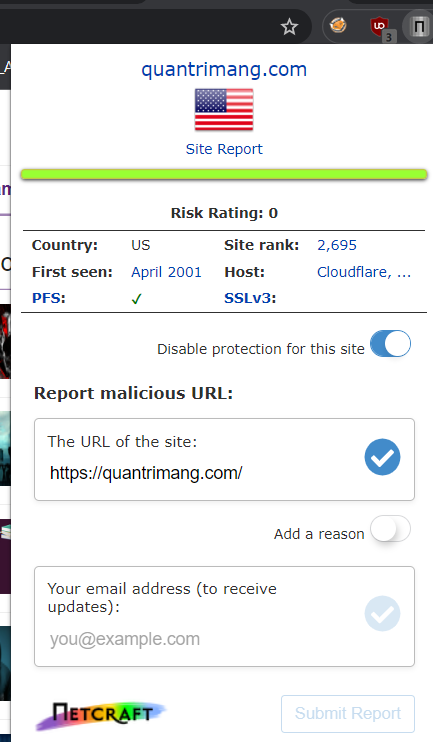 3
quantrimang.com
Site Report
Risk Rating: 0
Country: US Site rank: 2,695
First seen: April 2001 Host: Cloudflare, ...
PFS: ✓ SSLv3:
Disable protection for this site
Report malicious URL:
The URL of the site:
https://quantrimang.com/
Add a reason
Your email address (to receive
updates):
you@example.com
NETCRAFT Submit Report